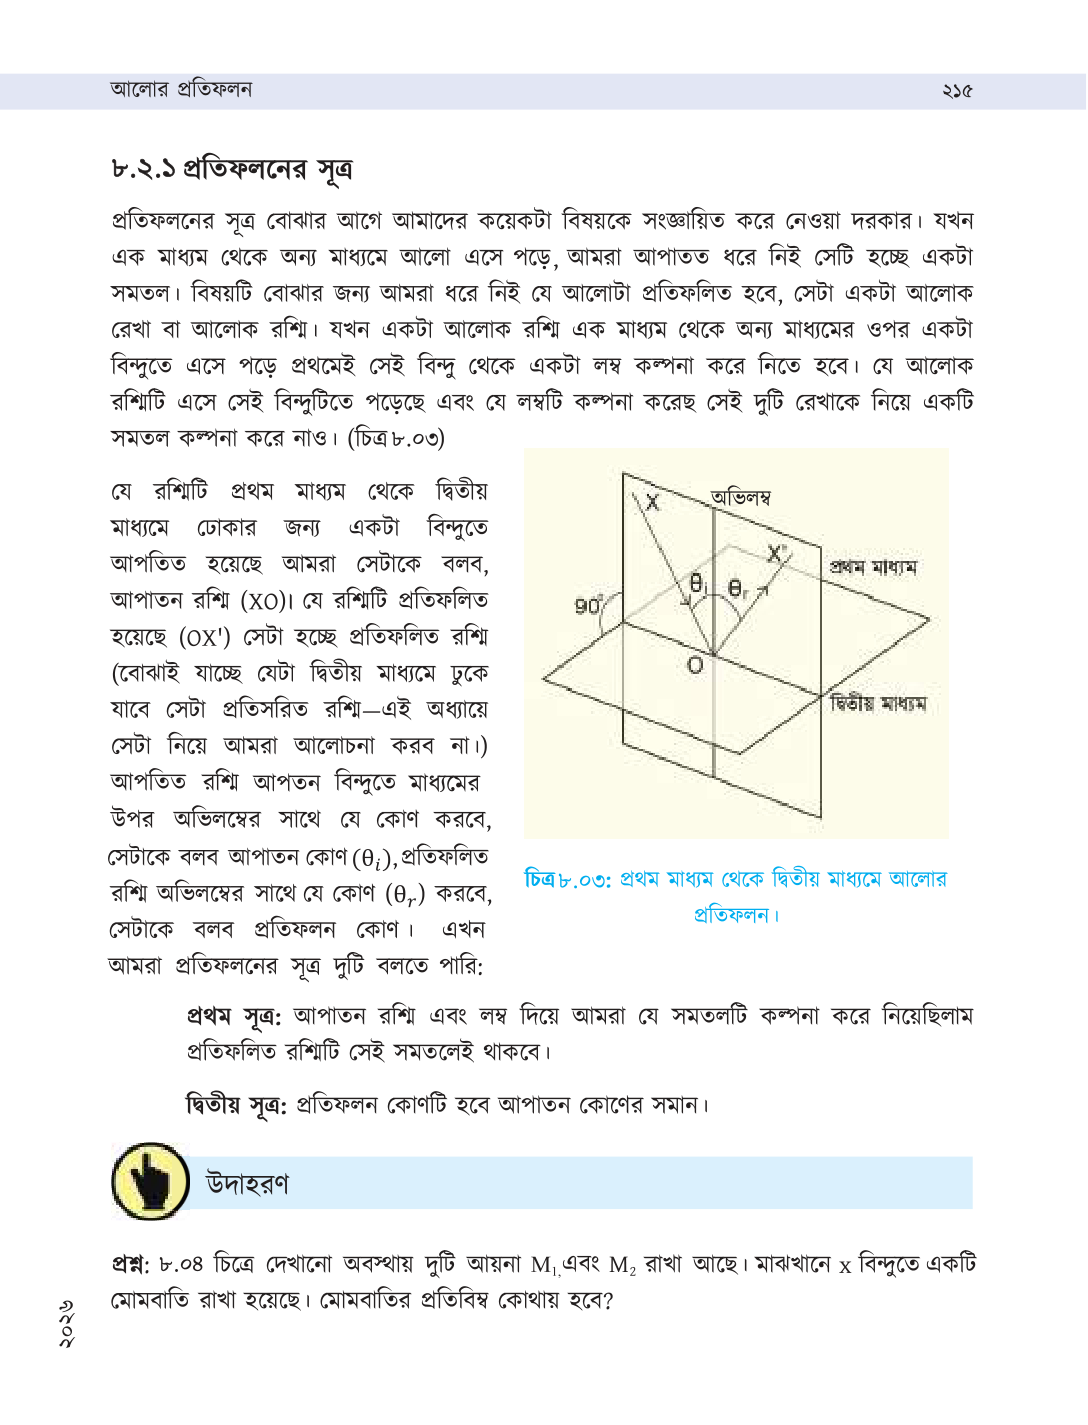 আলোর প্রতিফলন ২১৫
৮.২.১ প্রতিফলনের সূত্র
প্রতিফলনের সূত্র বোঝার আগে আমাদের কয়েকটা বিষয়কে সংজ্ঞায়িত করে নেওয়া দরকার। যখন
এক মাধ্যম থেকে অন্য মাধ্যমে আলো এসে পড়ে, আমরা আপাতত ধরে নিই সেটি হচ্ছে একটা
সমতল। বিষয়টি বোঝার জন্য আমরা ধরে নিই যে আলোটা প্রতিফলিত হবে, সেটা একটা আলোক
রেখা বা আলোক রশ্মি। যখন একটা আলোক রশ্মি এক মাধ্যম থেকে অন্য মাধ্যমের ওপর একটা
বিন্দুতে এসে পড়ে প্রথমেই সেই বিন্দু থেকে একটা লম্ব কল্পনা করে নিতে হবে। যে আলোক
রশ্মিটি এসে সেই বিন্দুটিতে পড়েছে এবং যে লম্বটি কল্পনা করেছ সেই দুটি রেখাকে নিয়ে একটি
সমতল কল্পনা করে নাও। (চিত্র ৮.০৩)
যে রশ্মিটি প্রথম মাধ্যম থেকে দ্বিতীয়
মাধ্যমে ঢোকার জন্য একটা বিন্দুতে
আপতিত হয়েছে আমরা সেটাকে বলব,
আপাতন রশ্মি (XO)। যে রশ্মিটি প্রতিফলিত
হয়েছে (OX') সেটা হচ্ছে প্রতিফলিত রশ্মি
(বোঝাই যাচ্ছে যেটা দ্বিতীয় মাধ্যমে ঢুকে
যাবে সেটা প্রতিসরিত রশ্মি—এই অধ্যায়ে
সেটা নিয়ে আমরা আলোচনা করব না।)
আপতিত রশ্মি আপতন বিন্দুতে মাধ্যমের
উপর অভিলম্বের সাথে যে কোণ করবে,
সেটাকে বলব আপাতন কোণ (θi), প্রতিফলিত
রশ্মি অভিলম্বের সাথে যে কোণ (θr) করবে,
সেটাকে বলব প্রতিফলন কোণ। এখন
আমরা প্রতিফলনের সূত্র দুটি বলতে পারি:
X
অভিলম্ব
X'
প্রথম মাধ্যম
θi θr
90°
O
দ্বিতীয় মাধ্যম
চিত্র ৮.০৩: প্রথম মাধ্যম থেকে দ্বিতীয় মাধ্যমে আলোর
প্রতিফলন।
প্রথম সূত্র: আপাতন রশ্মি এবং লম্ব দিয়ে আমরা যে সমতলটি কল্পনা করে নিয়েছিলাম
প্রতিফলিত রশ্মিটি সেই সমতলেই থাকবে।
দ্বিতীয় সূত্র: প্রতিফলন কোণটি হবে আপাতন কোণের সমান।
উদাহরণ
প্রশ্ন: ৮.০৪ চিত্রে দেখানো অবস্থায় দুটি আয়না M1, এবং M2 রাখা আছে। মাঝখানে x বিন্দুতে একটি
মোমবাতি রাখা হয়েছে। মোমবাতির প্রতিবিম্ব কোথায় হবে?
২০২৬